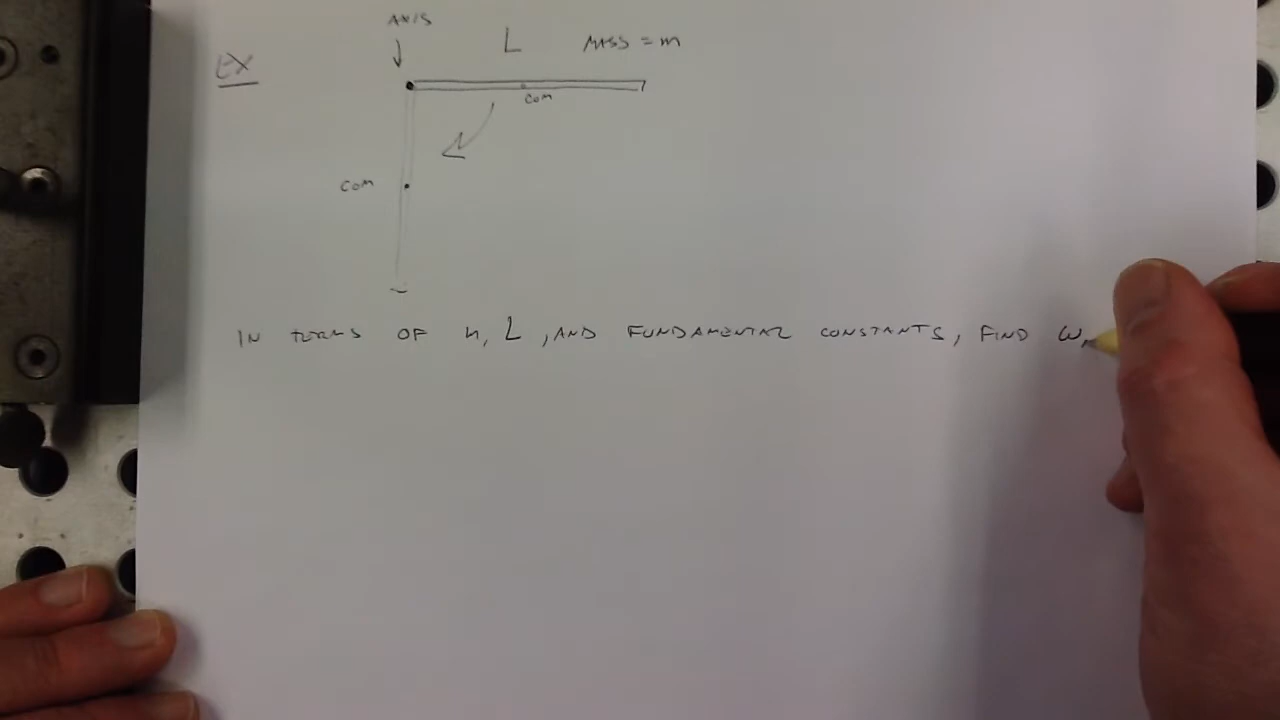 AXIS
EX
L MASS = m
COM
COM
IN TERMS OF m, L, AND FUNDAMENTAL CONSTANTS, FIND ω,